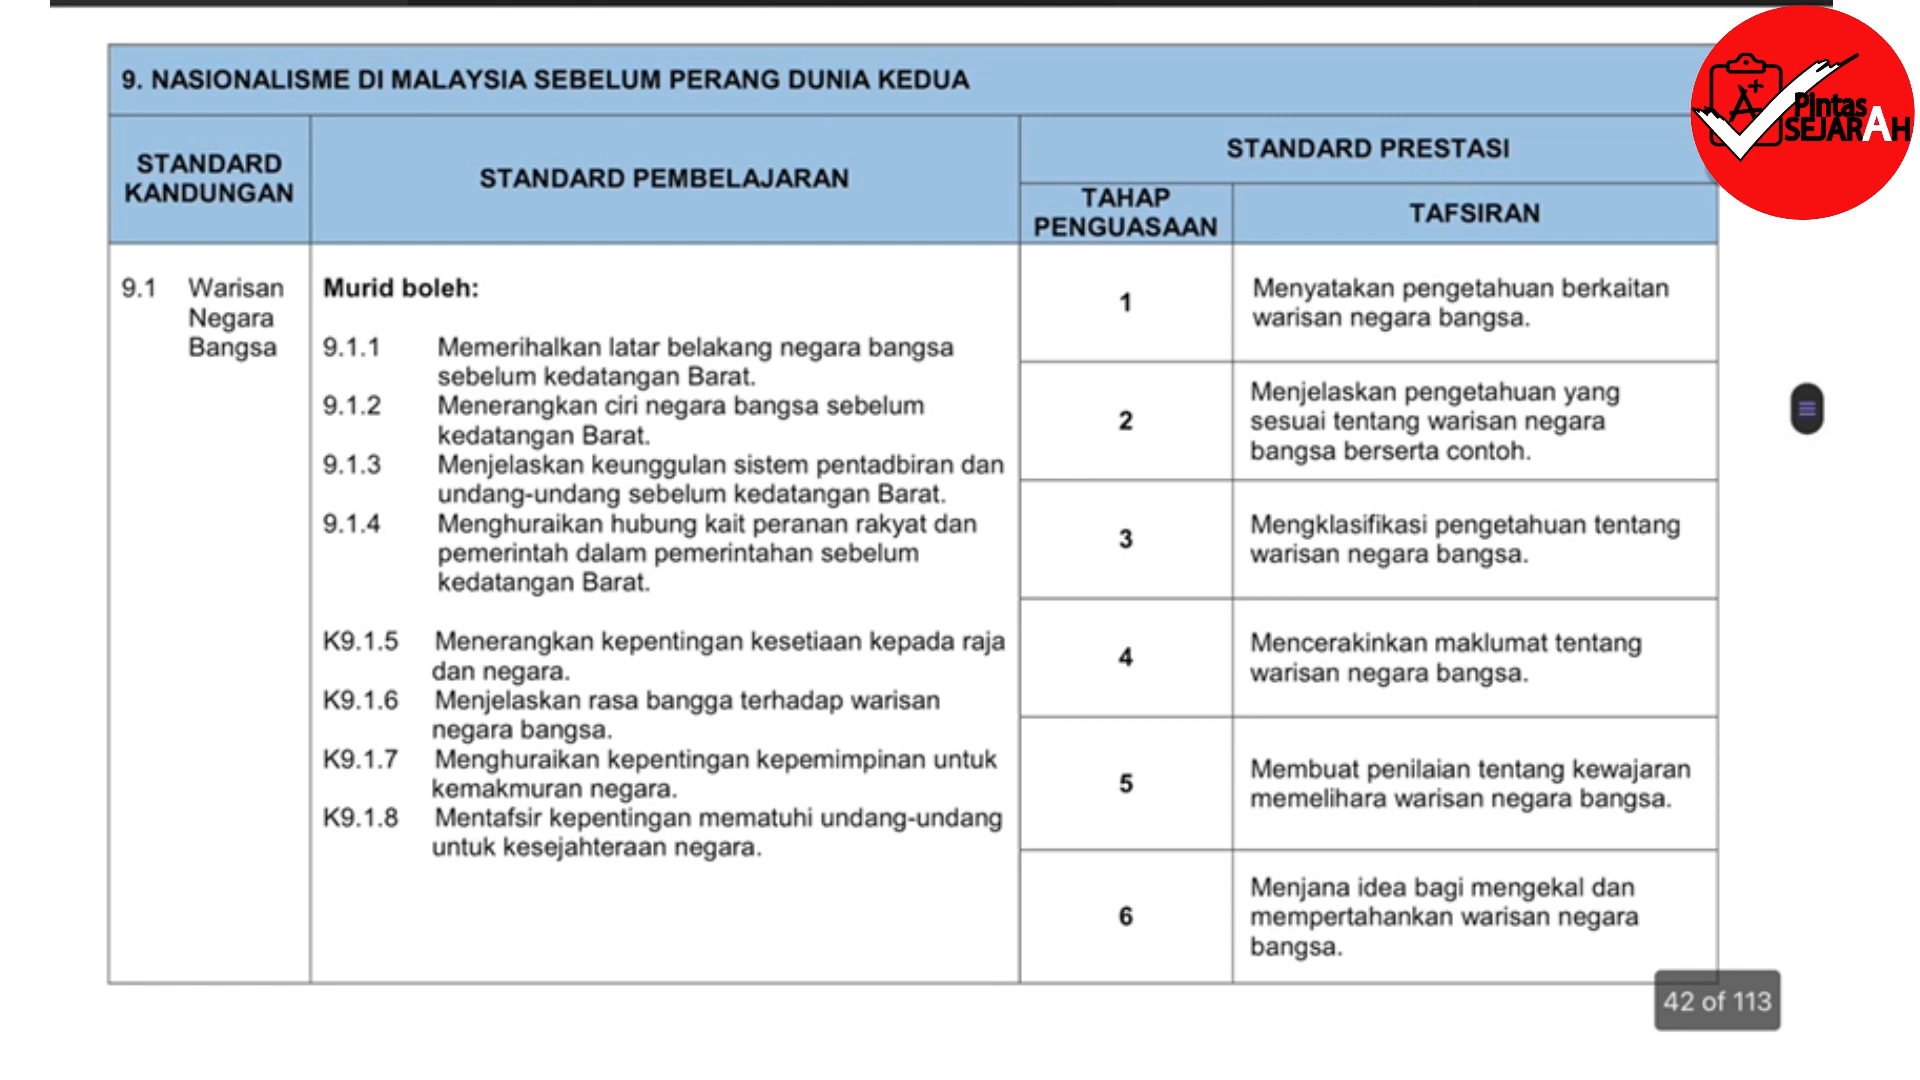 9. NASIONALISME DI MALAYSIA SEBELUM PERANG DUNIA KEDUA
A+
Pintas
SEJARAH
STANDARD
KANDUNGAN
STANDARD PEMBELAJARAN
STANDARD PRESTASI
TAHAP
PENGUASAAN
TAFSIRAN
9.1 Warisan
Negara
Bangsa
Murid boleh:
9.1.1 Memerihalkan latar belakang negara bangsa
sebelum kedatangan Barat.
9.1.2 Menerangkan ciri negara bangsa sebelum
kedatangan Barat.
9.1.3 Menjelaskan keunggulan sistem pentadbiran dan
undang-undang sebelum kedatangan Barat.
9.1.4 Menghuraikan hubung kait peranan rakyat dan
pemerintah dalam pemerintahan sebelum
kedatangan Barat.
K9.1.5 Menerangkan kepentingan kesetiaan kepada raja
dan negara.
K9.1.6 Menjelaskan rasa bangga terhadap warisan
negara bangsa.
K9.1.7 Menghuraikan kepentingan kepemimpinan untuk
kemakmuran negara.
K9.1.8 Mentafsir kepentingan mematuhi undang-undang
untuk kesejahteraan negara.
1
Menyatakan pengetahuan berkaitan
warisan negara bangsa.
2
Menjelaskan pengetahuan yang
sesuai tentang warisan negara
bangsa berserta contoh.
3
Mengklasifikasi pengetahuan tentang
warisan negara bangsa.
4
Mencerakinkan maklumat tentang
warisan negara bangsa.
5
Membuat penilaian tentang kewajaran
memelihara warisan negara bangsa.
6
Menjana idea bagi mengekal dan
mempertahankan warisan negara
bangsa.
42 of 113